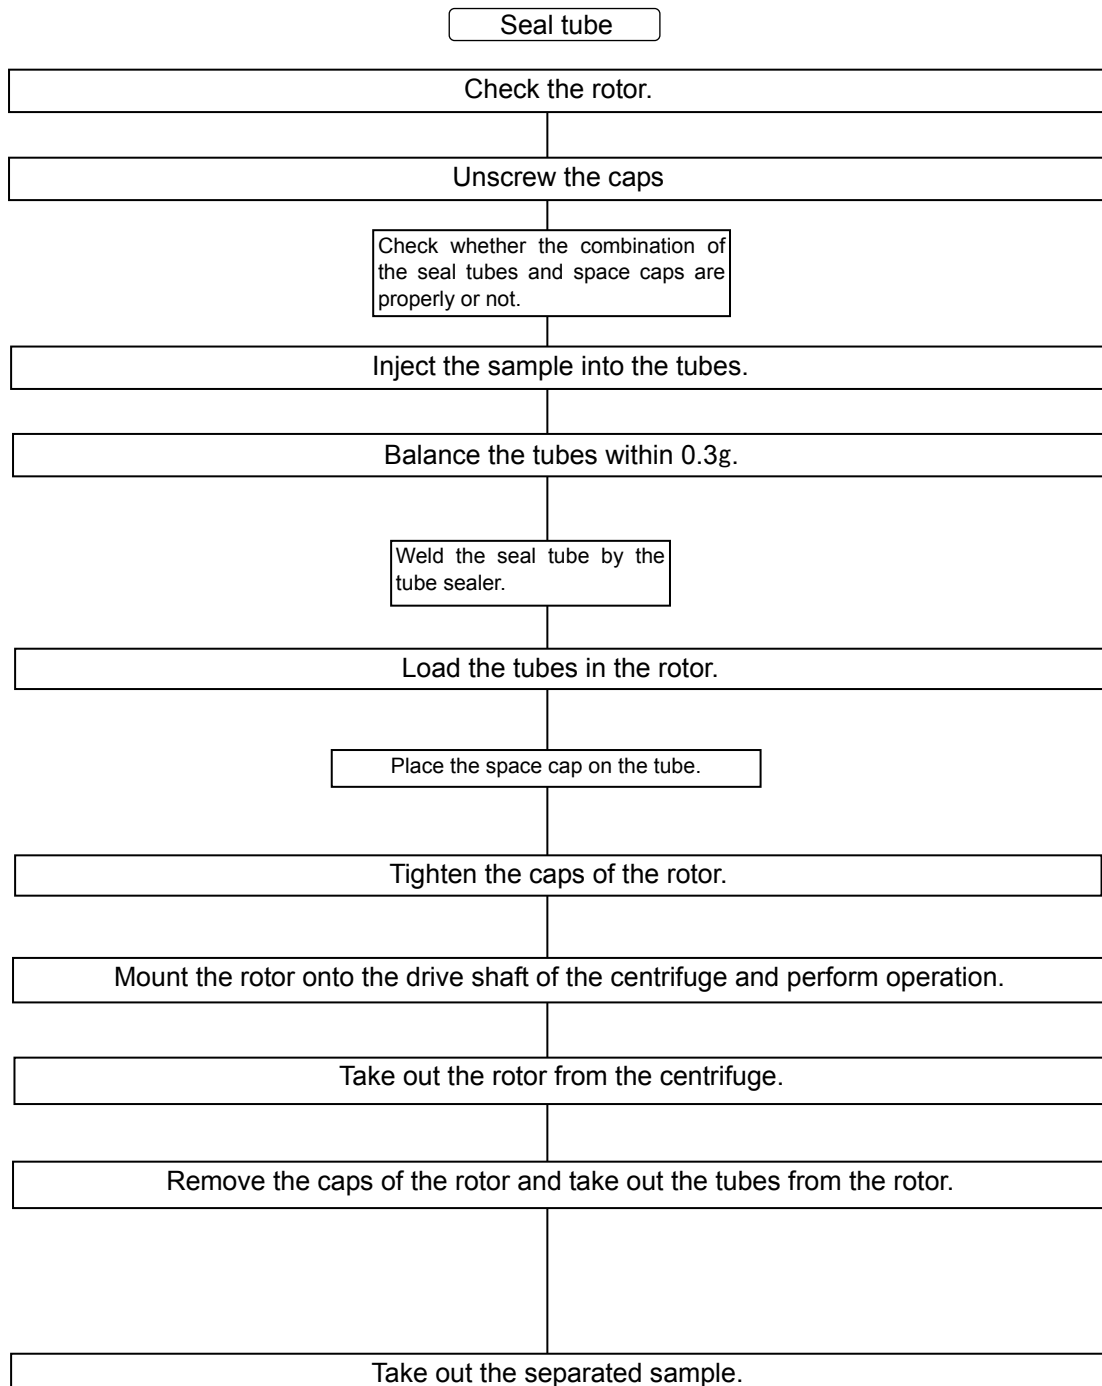 Seal tube
Check the rotor.
Unscrew the caps
Check whether the combination of
the seal tubes and space caps are
properly or not.
Inject the sample into the tubes.
Balance the tubes within 0.3g.
Weld the seal tube by the
tube sealer.
Load the tubes in the rotor.
Place the space cap on the tube.
Tighten the caps of the rotor.
Mount the rotor onto the drive shaft of the centrifuge and perform operation.
Take out the rotor from the centrifuge.
Remove the caps of the rotor and take out the tubes from the rotor.
Take out the separated sample.